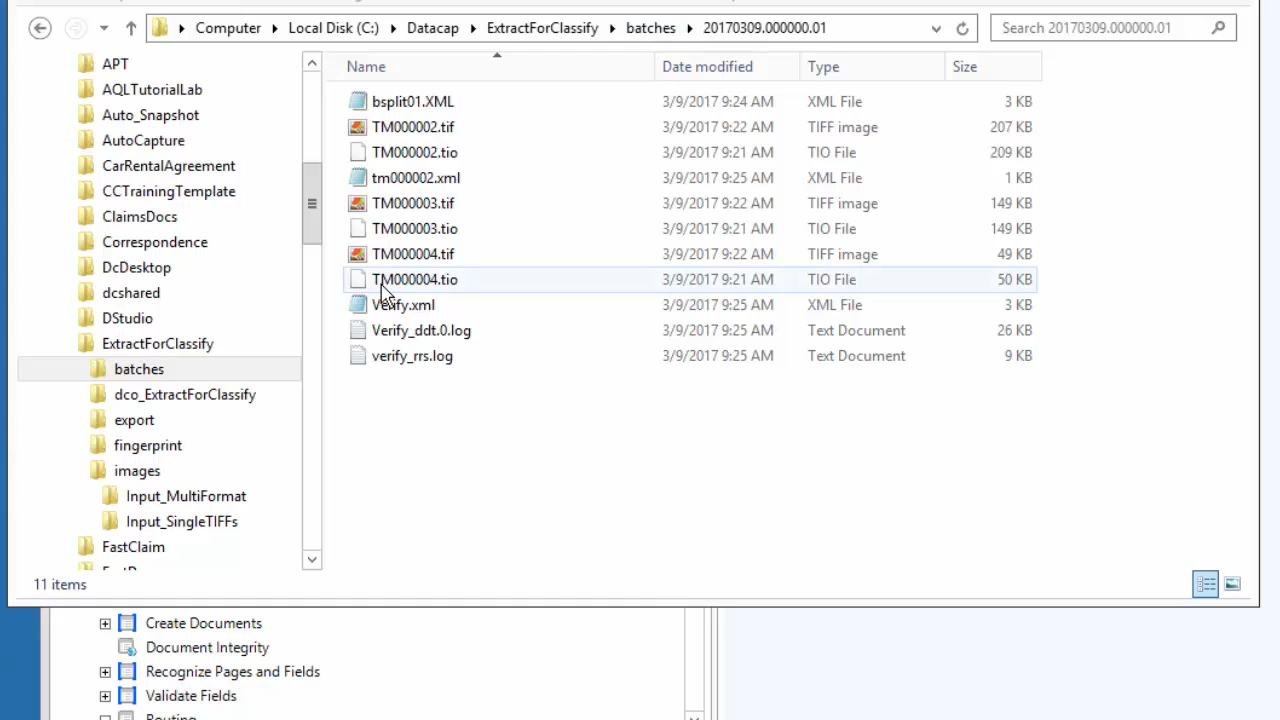 Computer Local Disk (C:) Datacap ExtractForClassify batches 20170309.000000.01 Search 20170309.000000.01
APT
AQLTutorialLab
Auto_Snapshot
AutoCapture
CarRentalAgreement
CCTrainingTemplate
ClaimsDocs
Correspondence
DcDesktop
dcshared
DStudio
ExtractForClassify
batches
dco_ExtractForClassify
export
fingerprint
images
Input_MultiFormat
Input_SingleTIFFs
FastClaim
Name Date modified Type Size
bsplit01.XML 3/9/2017 9:24 AM XML File 3 KB
TM000002.tif 3/9/2017 9:22 AM TIFF image 207 KB
TM000002.tio 3/9/2017 9:21 AM TIO File 209 KB
tm000002.xml 3/9/2017 9:25 AM XML File 1 KB
TM000003.tif 3/9/2017 9:22 AM TIFF image 149 KB
TM000003.tio 3/9/2017 9:21 AM TIO File 149 KB
TM000004.tif 3/9/2017 9:22 AM TIFF image 49 KB
TM000004.tio 3/9/2017 9:21 AM TIO File 50 KB
Verify.xml 3/9/2017 9:25 AM XML File 3 KB
Verify_ddt.0.log 3/9/2017 9:25 AM Text Document 26 KB
verify_rrs.log 3/9/2017 9:25 AM Text Document 9 KB
11 items
Create Documents
Document Integrity
Recognize Pages and Fields
Validate Fields
Routing